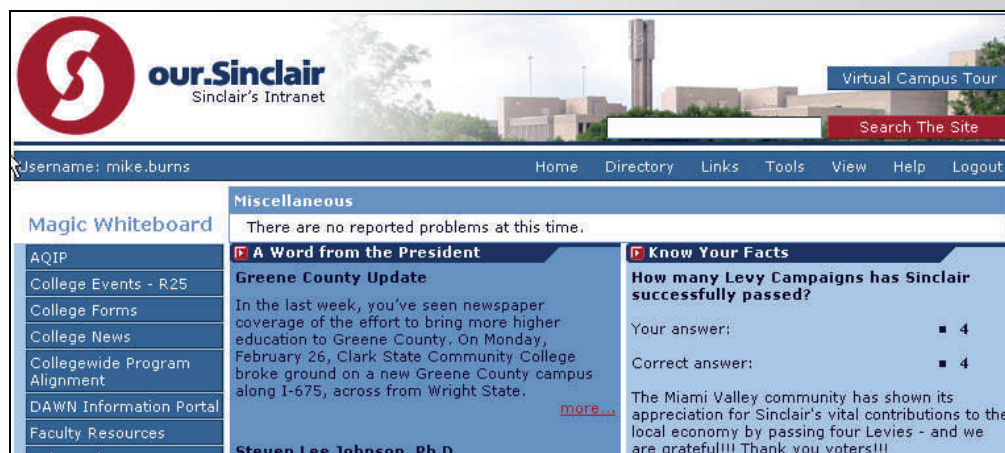 our.Sinclair
Sinclair's Intranet
Virtual Campus Tour
Search The Site
Username: mike.burns
Home Directory Links Tools View Help Logout
Magic Whiteboard
AQIP
College Events - R25
College Forms
College News
Collegewide Program
Alignment
DAWN Information Portal
Faculty Resources
Miscellaneous
There are no reported problems at this time.
A Word from the President
Greene County Update
In the last week, you've seen newspaper
coverage of the effort to bring more higher
education to Greene County. On Monday,
February 26, Clark State Community College
broke ground on a new Greene County campus
along I-675, across from Wright State.
more...
Steven Lee Johnson, Ph.D.
Know Your Facts
How many Levy Campaigns has Sinclair
successfully passed?
Your answer: ▪ 4
Correct answer: ▪ 4
The Miami Valley community has shown its
appreciation for Sinclair's vital contributions to the
local economy by passing four Levies - and we
are grateful!!! Thank you voters!!!